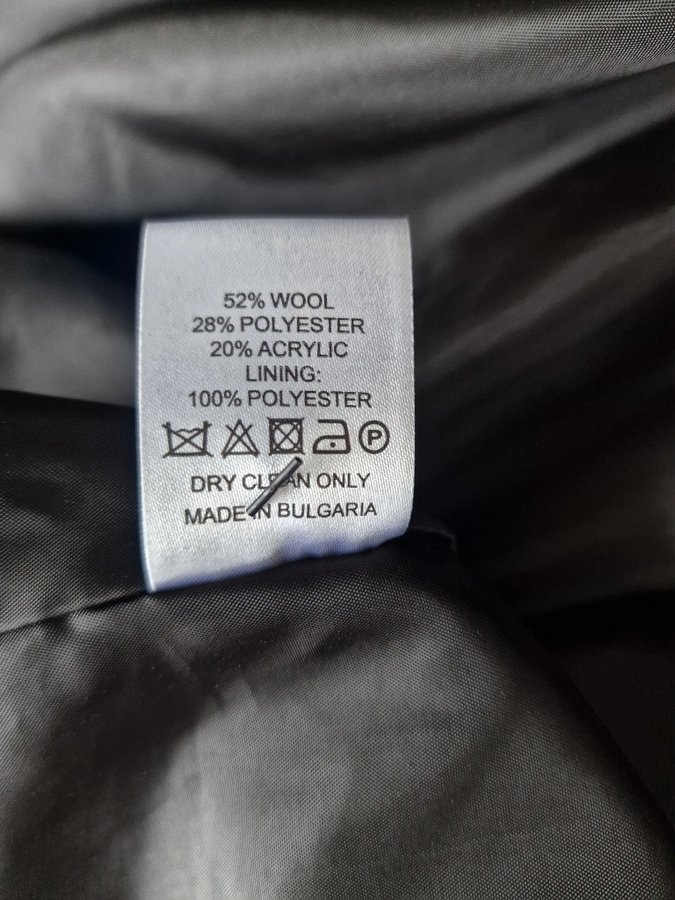 52% WOOL
28% POLYESTER
20% ACRYLIC
LINING:
100% POLYESTER
P
DRY CLEAN ONLY
MADE IN BULGARIA